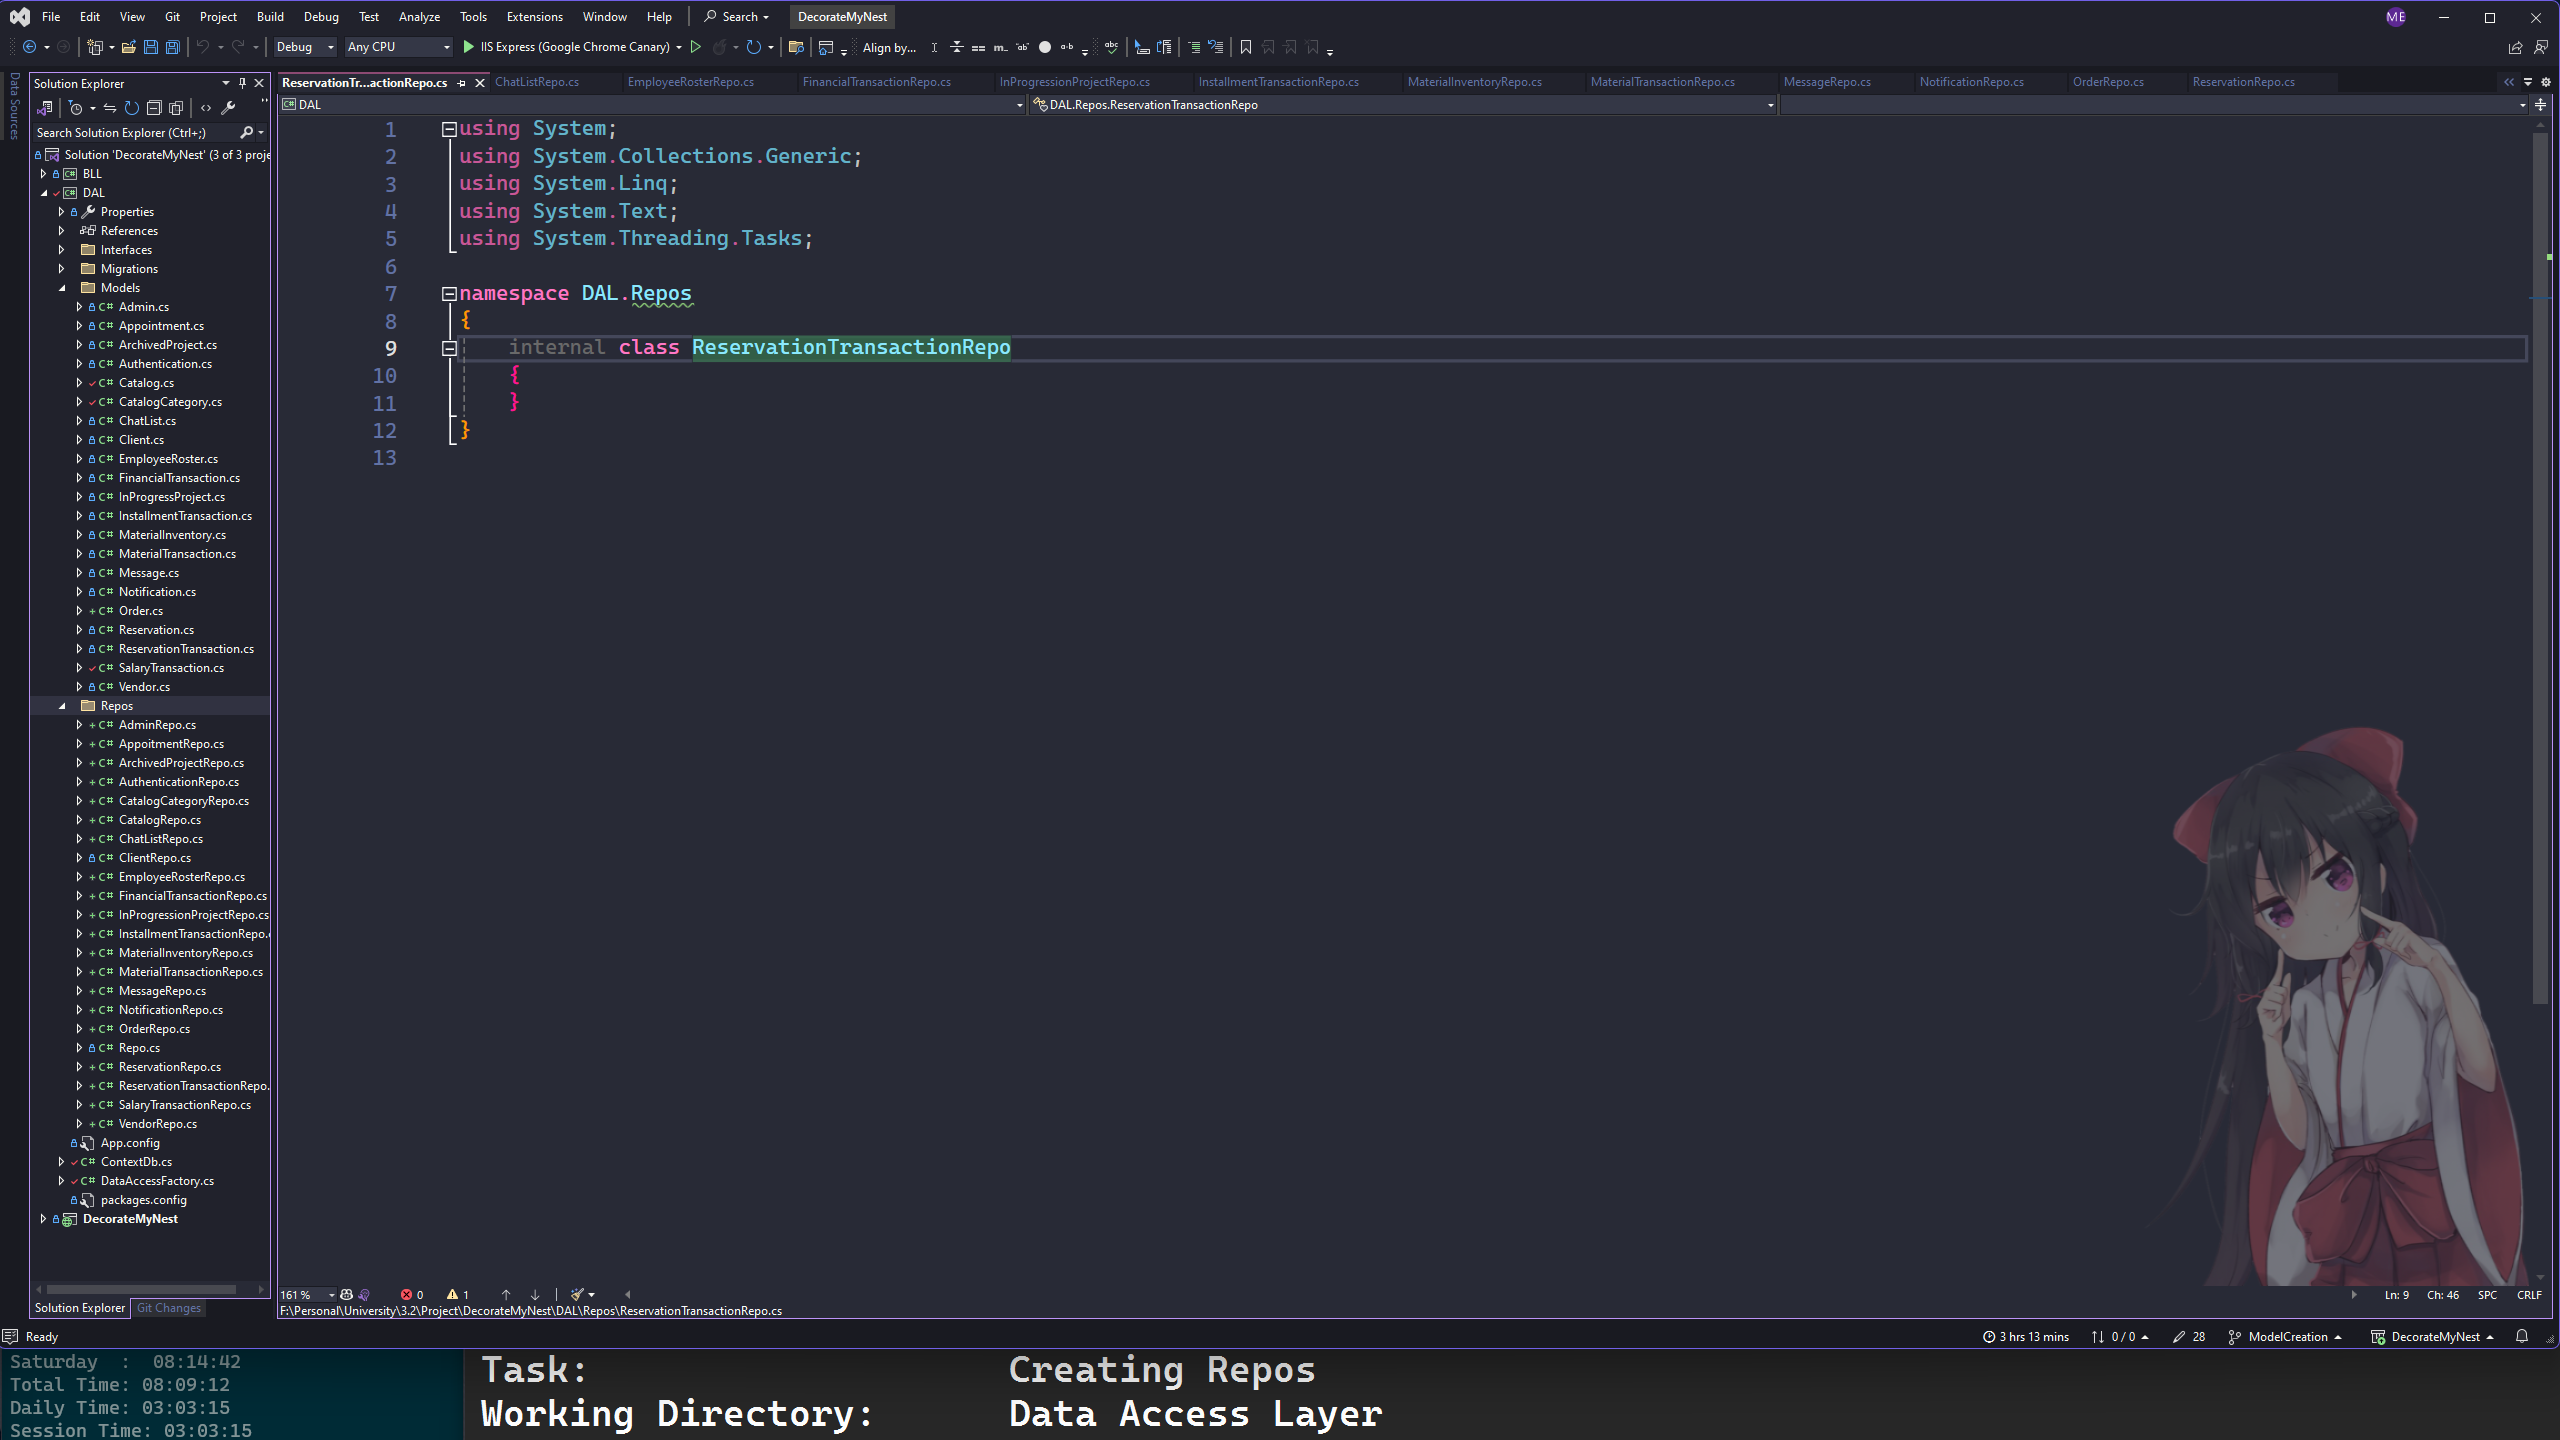 File Edit View Git Project Build Debug Test Analyze Tools Extensions Window Help Search DecorateMyNest ME
Debug Any CPU IIS Express (Google Chrome Canary) Align by...
Data Sources
Solution Explorer
Search Solution Explorer (Ctrl+;)
Solution 'DecorateMyNest' (3 of 3 proje
BLL
DAL
Properties
References
Interfaces
Migrations
Models
Admin.cs
Appointment.cs
ArchivedProject.cs
Authentication.cs
Catalog.cs
CatalogCategory.cs
ChatList.cs
Client.cs
EmployeeRoster.cs
FinancialTransaction.cs
InProgressProject.cs
InstallmentTransaction.cs
MaterialInventory.cs
MaterialTransaction.cs
Message.cs
Notification.cs
Order.cs
Reservation.cs
ReservationTransaction.cs
SalaryTransaction.cs
Vendor.cs
Repos
AdminRepo.cs
AppoitmentRepo.cs
ArchivedProjectRepo.cs
AuthenticationRepo.cs
CatalogCategoryRepo.cs
CatalogRepo.cs
ChatListRepo.cs
ClientRepo.cs
EmployeeRosterRepo.cs
FinancialTransactionRepo.cs
InProgressionProjectRepo.cs
InstallmentTransactionRepo.
MaterialInventoryRepo.cs
MaterialTransactionRepo.cs
MessageRepo.cs
NotificationRepo.cs
OrderRepo.cs
Repo.cs
ReservationRepo.cs
ReservationTransactionRepo.
SalaryTransactionRepo.cs
VendorRepo.cs
App.config
ContextDb.cs
DataAccessFactory.cs
packages.config
DecorateMyNest
Solution Explorer Git Changes
ReservationTr...actionRepo.cs ChatListRepo.cs EmployeeRosterRepo.cs FinancialTransactionRepo.cs InProgressionProjectRepo.cs InstallmentTransactionRepo.cs MaterialInventoryRepo.cs MaterialTransactionRepo.cs MessageRepo.cs NotificationRepo.cs OrderRepo.cs ReservationRepo.cs
DAL DAL.Repos.ReservationTransactionRepo
1 using System;
2 using System.Collections.Generic;
3 using System.Linq;
4 using System.Text;
5 using System.Threading.Tasks;
6
7 namespace DAL.Repos
8 {
9 internal class ReservationTransactionRepo
10 {
11 }
12 }
13
161 % 0 1 Ln: 9 Ch: 46 SPC CRLF
F:\Personal\University\3.2\Project\DecorateMyNest\DAL\Repos\ReservationTransactionRepo.cs
Ready 3 hrs 13 mins 0 / 0 28 ModelCreation DecorateMyNest
Saturday : 08:14:42
Total Time: 08:09:12
Daily Time: 03:03:15
Session Time: 03:03:15
Task: Creating Repos
Working Directory: Data Access Layer